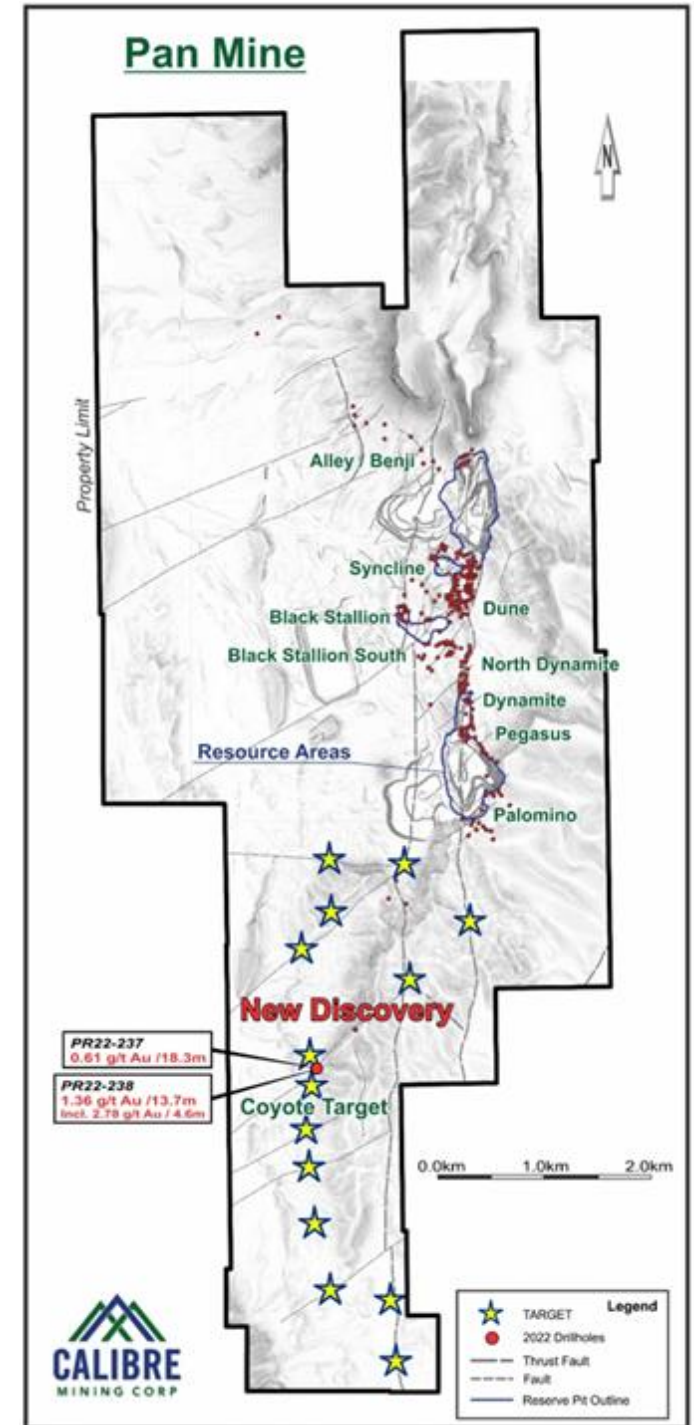 Pan Mine
N
Property Limit
Alley / Benji
Syncline
Dune
Black Stallion
Black Stallion South
North Dynamite
Dynamite
Pegasus
Resource Areas
Palomino
New Discovery
PR22-237
0.61 g/t Au /18.3m
PR22-238
1.36 g/t Au /13.7m
Incl. 2.78 g/t Au / 4.6m
Coyote Target
0.0km 1.0km 2.0km
Legend
TARGET
2022 Drillholes
Thrust Fault
Fault
Reserve Pit Outline
CALIBRE
MINING CORP